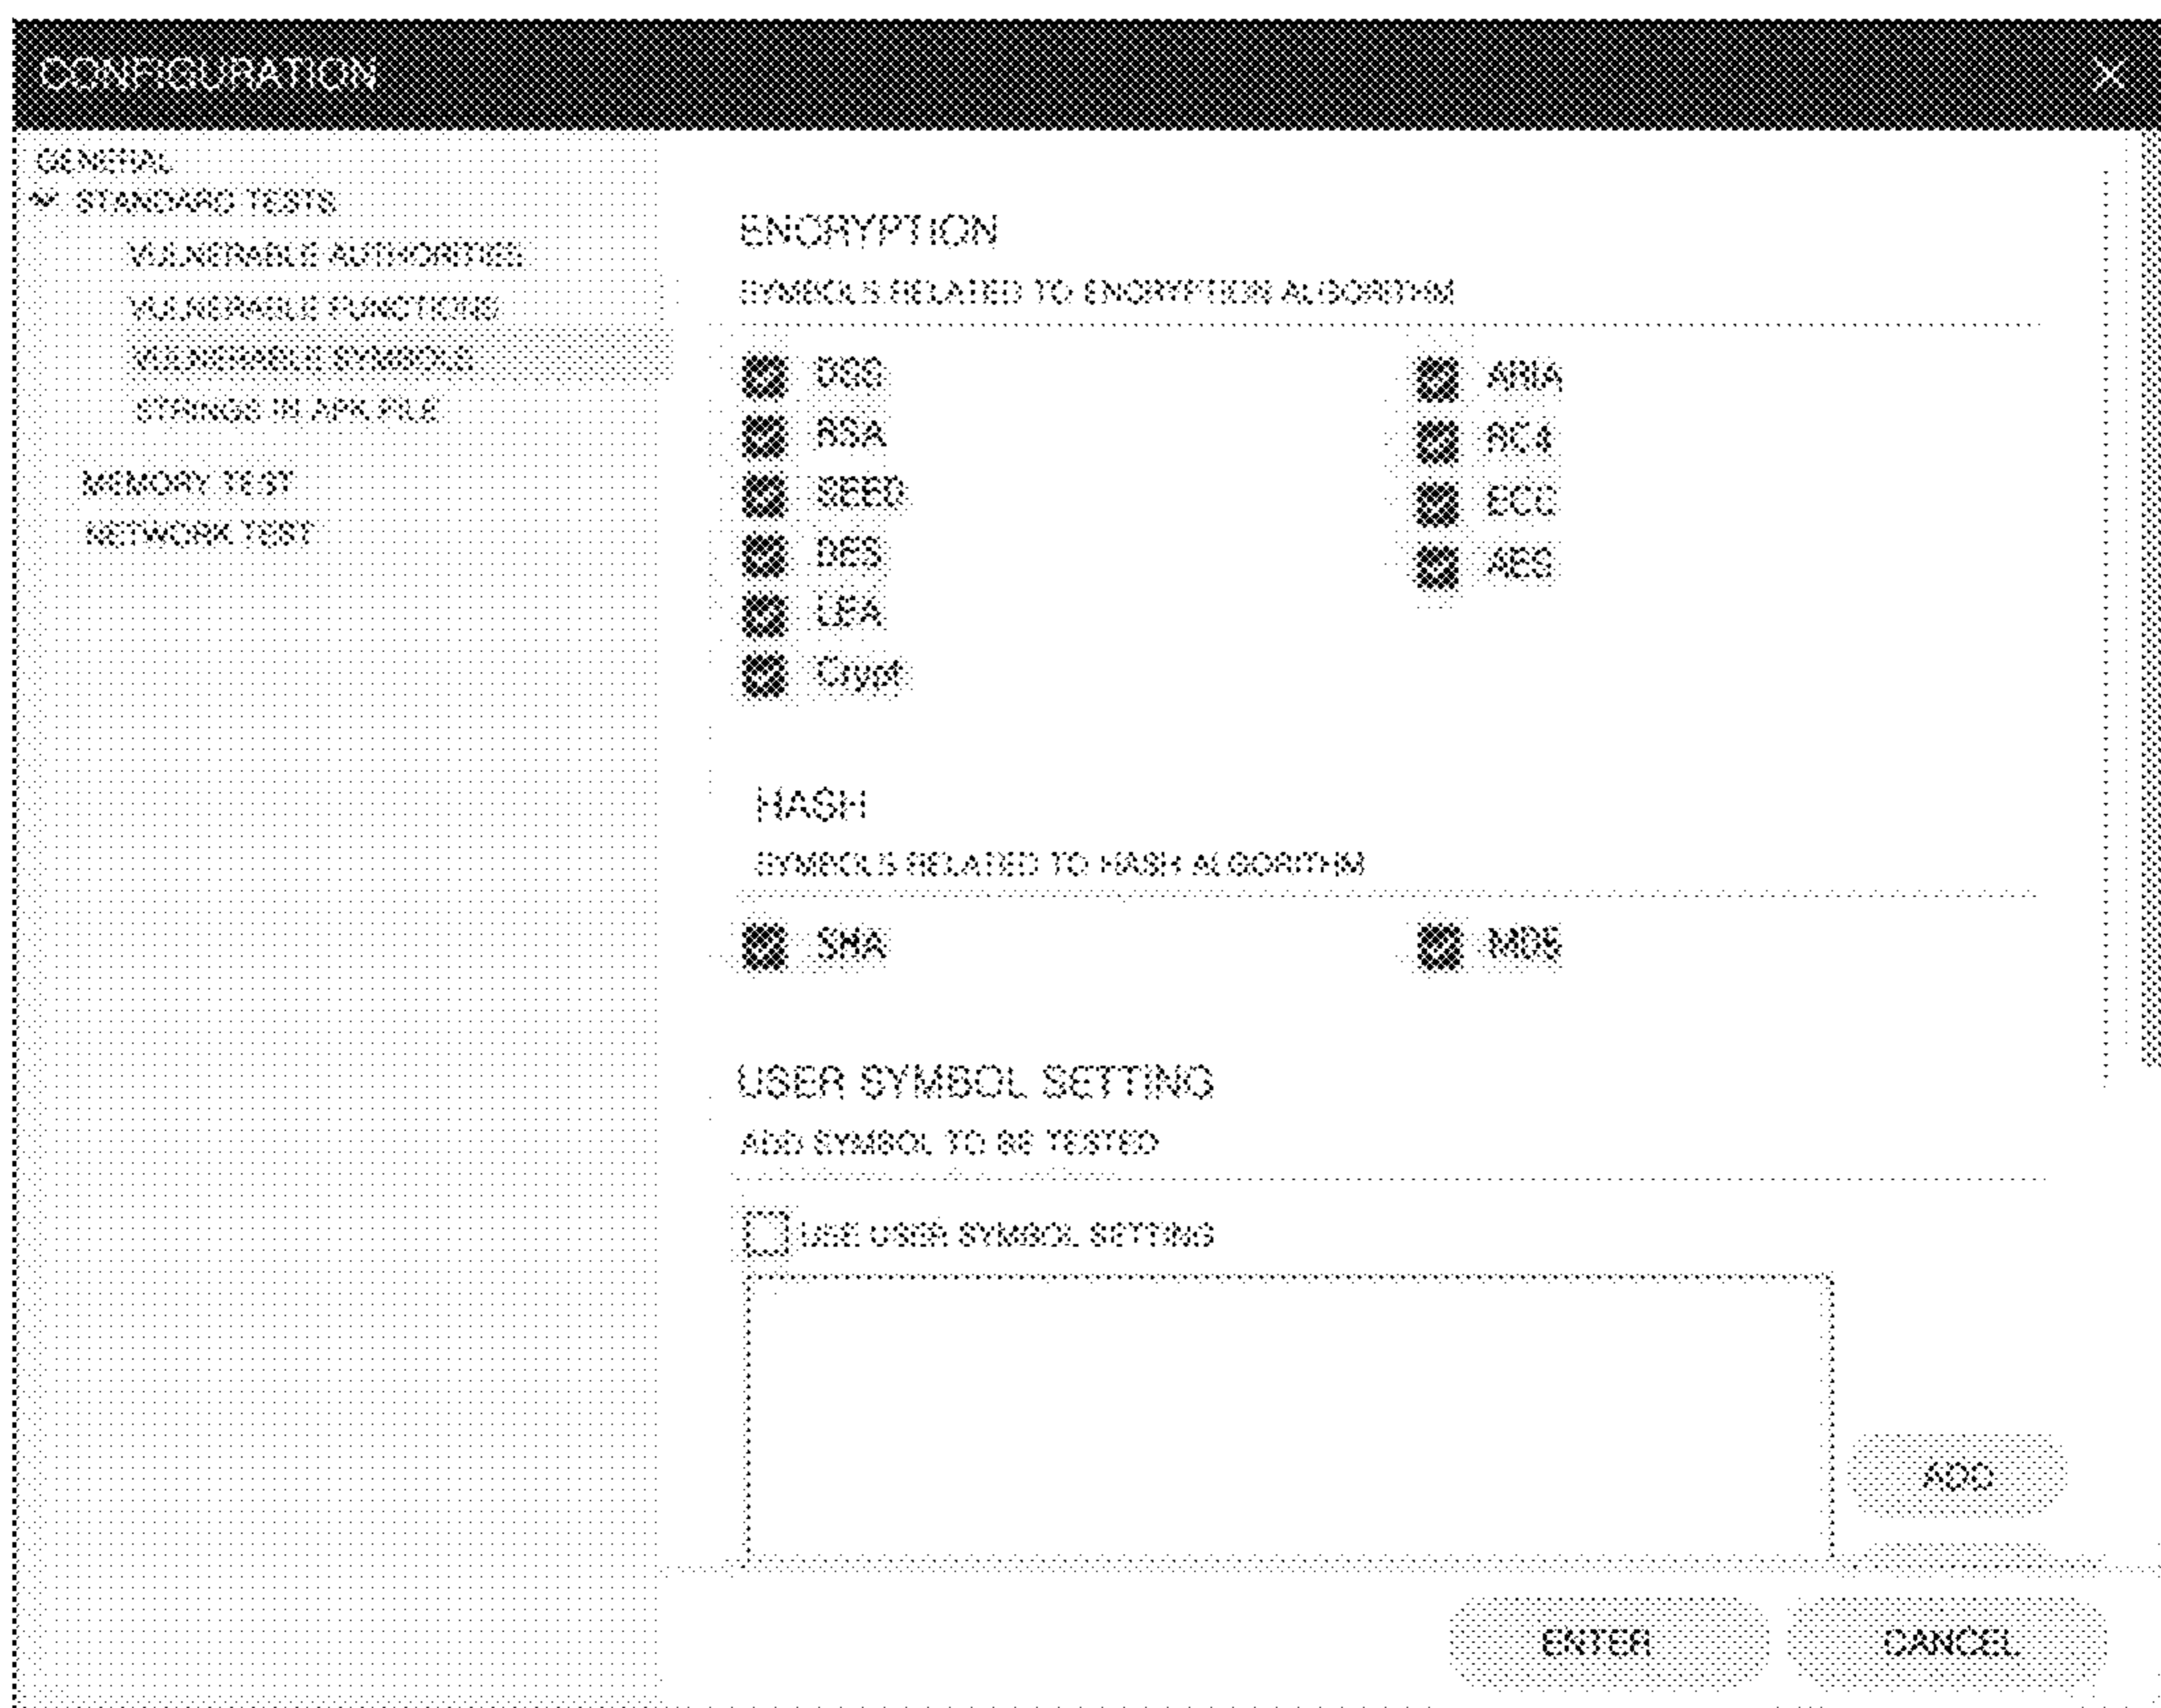 CONFIGURATION
GENERAL
STANDARD TESTS
VULNERABLE AUTHORITIES
VULNERABLE FUNCTIONS
VULNERABLE SYMBOLS
STRINGS IN APK FILE
MEMORY TEST
NETWORK TEST
ENCRYPTION
SYMBOLS RELATED TO ENCRYPTION ALGORITHM
ARIA
RSA
RC4
SEED
ECC
DES
AES
LEA
Crypt
HASH
SYMBOLS RELATED TO HASH ALGORITHM
SHA
MD5
USER SYMBOL SETTING
ADD SYMBOL TO BE TESTED
USE USER SYMBOL SETTING
ADD
ENTER
CANCEL